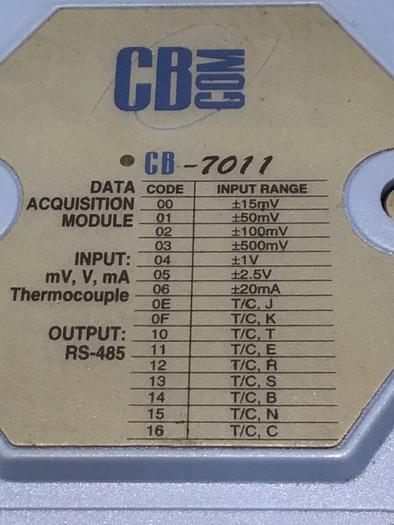 CB COM
CB-7011
DATA
ACQUISITION
MODULE
INPUT:
mV, V, mA
Thermocouple
OUTPUT:
RS-485
CODE INPUT RANGE
00 ±15mV
01 ±50mV
02 ±100mV
03 ±500mV
04 ±1V
05 ±2.5V
06 ±20mA
0E T/C, J
0F T/C, K
10 T/C, T
11 T/C, E
12 T/C, R
13 T/C, S
14 T/C, B
15 T/C, N
16 T/C, C